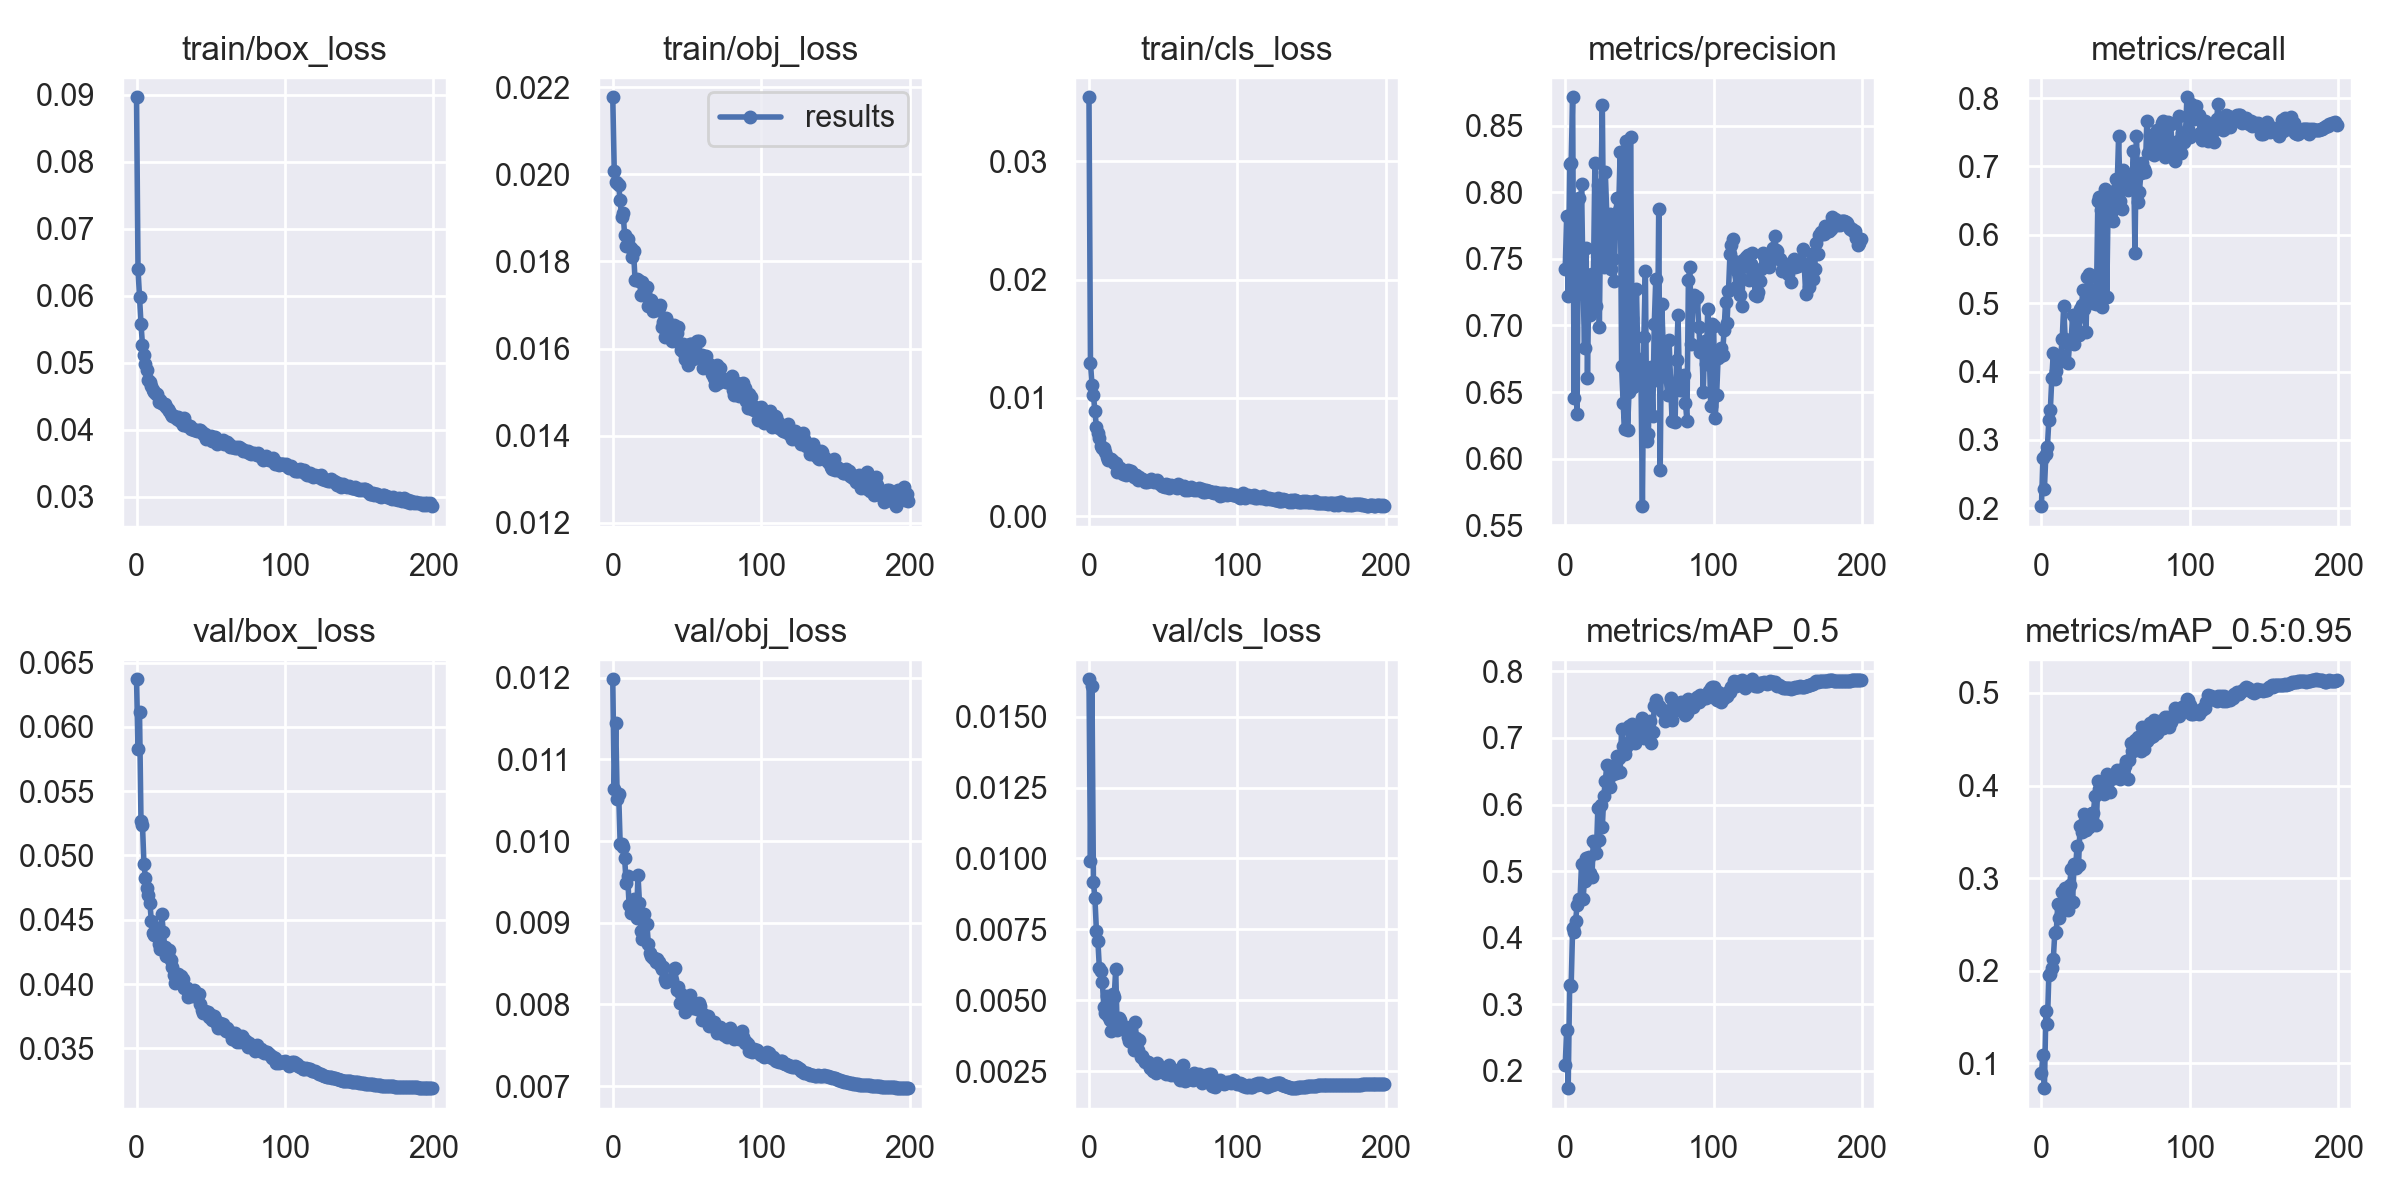 train/box_loss
train/obj_loss
train/cls_loss
metrics/precision
metrics/recall
results
0.09
0.08
0.07
0.06
0.05
0.04
0.03
0 100 200
0.022
0.020
0.018
0.016
0.014
0.012
0 100 200
0.03
0.02
0.01
0.00
0 100 200
0.85
0.80
0.75
0.70
0.65
0.60
0.55
0 100 200
0.8
0.7
0.6
0.5
0.4
0.3
0.2
0 100 200
val/box_loss
val/obj_loss
val/cls_loss
metrics/mAP_0.5
metrics/mAP_0.5:0.95
0.065
0.060
0.055
0.050
0.045
0.040
0.035
0 100 200
0.012
0.011
0.010
0.009
0.008
0.007
0 100 200
0.0150
0.0125
0.0100
0.0075
0.0050
0.0025
0 100 200
0.8
0.7
0.6
0.5
0.4
0.3
0.2
0 100 200
0.5
0.4
0.3
0.2
0.1
0 100 200